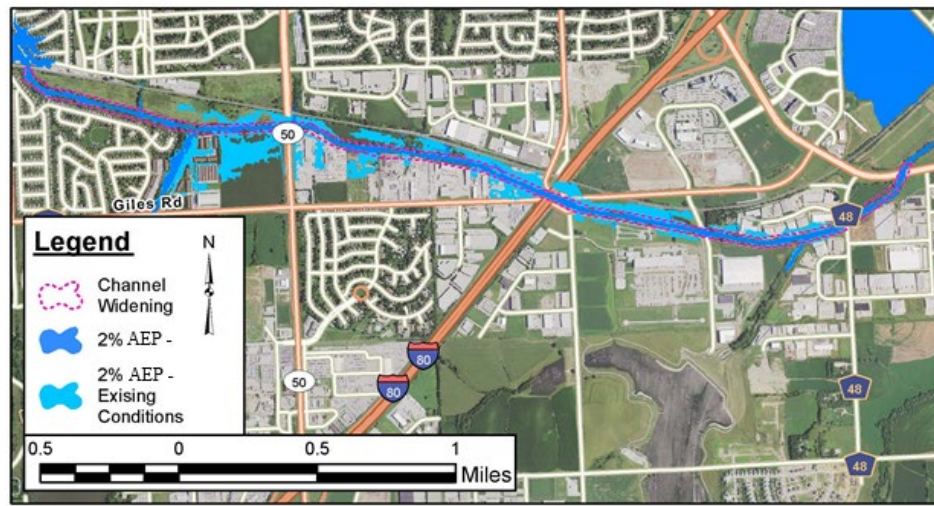 50
48
Giles Rd
Legend
N
Channel
Widening
2% AEP -
2% AEP -
Exising
Conditions
80
50
80
48
0.5 0 0.5 1
Miles
48